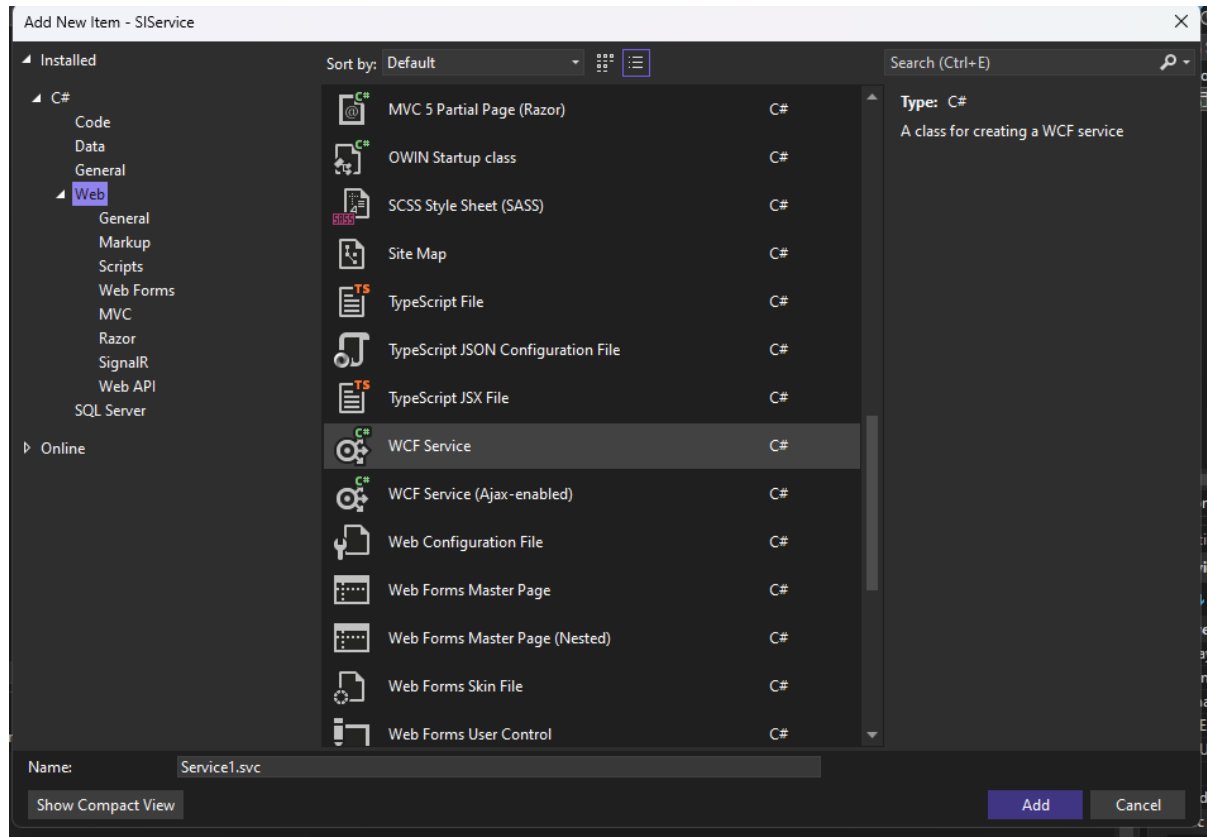 Add New Item - SIService
Installed
C#
Code
Data
General
Web
General
Markup
Scripts
Web Forms
MVC
Razor
SignalR
Web API
SQL Server
Online
Sort by: Default
MVC 5 Partial Page (Razor) C#
OWIN Startup class C#
SCSS Style Sheet (SASS) C#
Site Map C#
TypeScript File C#
TypeScript JSON Configuration File C#
TypeScript JSX File C#
WCF Service C#
WCF Service (Ajax-enabled) C#
Web Configuration File C#
Web Forms Master Page C#
Web Forms Master Page (Nested) C#
Web Forms Skin File C#
Web Forms User Control C#
Search (Ctrl+E)
Type: C#
A class for creating a WCF service
Name: Service1.svc
Show Compact View
Add Cancel